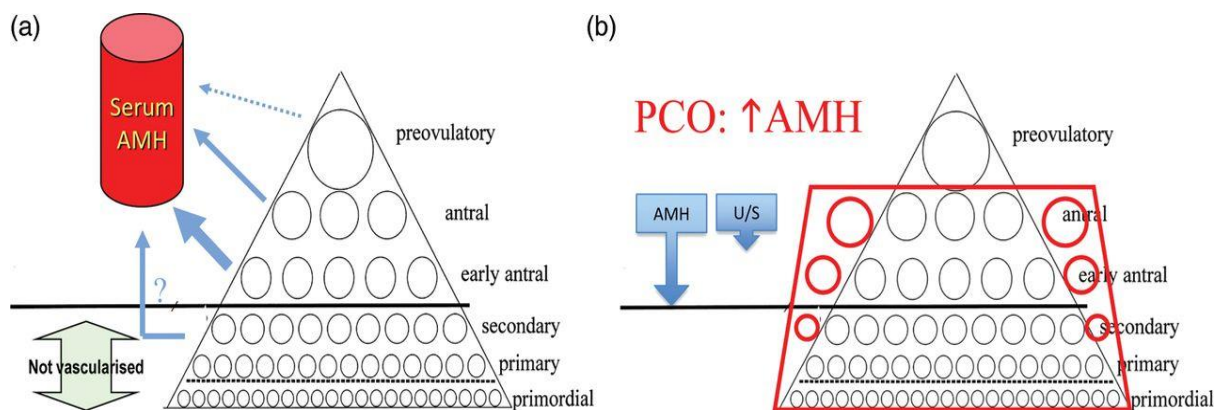 (a)
Serum
AMH
preovulatory
antral
early antral
?
secondary
Not vascularised
primary
primordial
(b)
PCO: ↑AMH
preovulatory
AMH
U/S
antral
early antral
secondary
primary
primordial